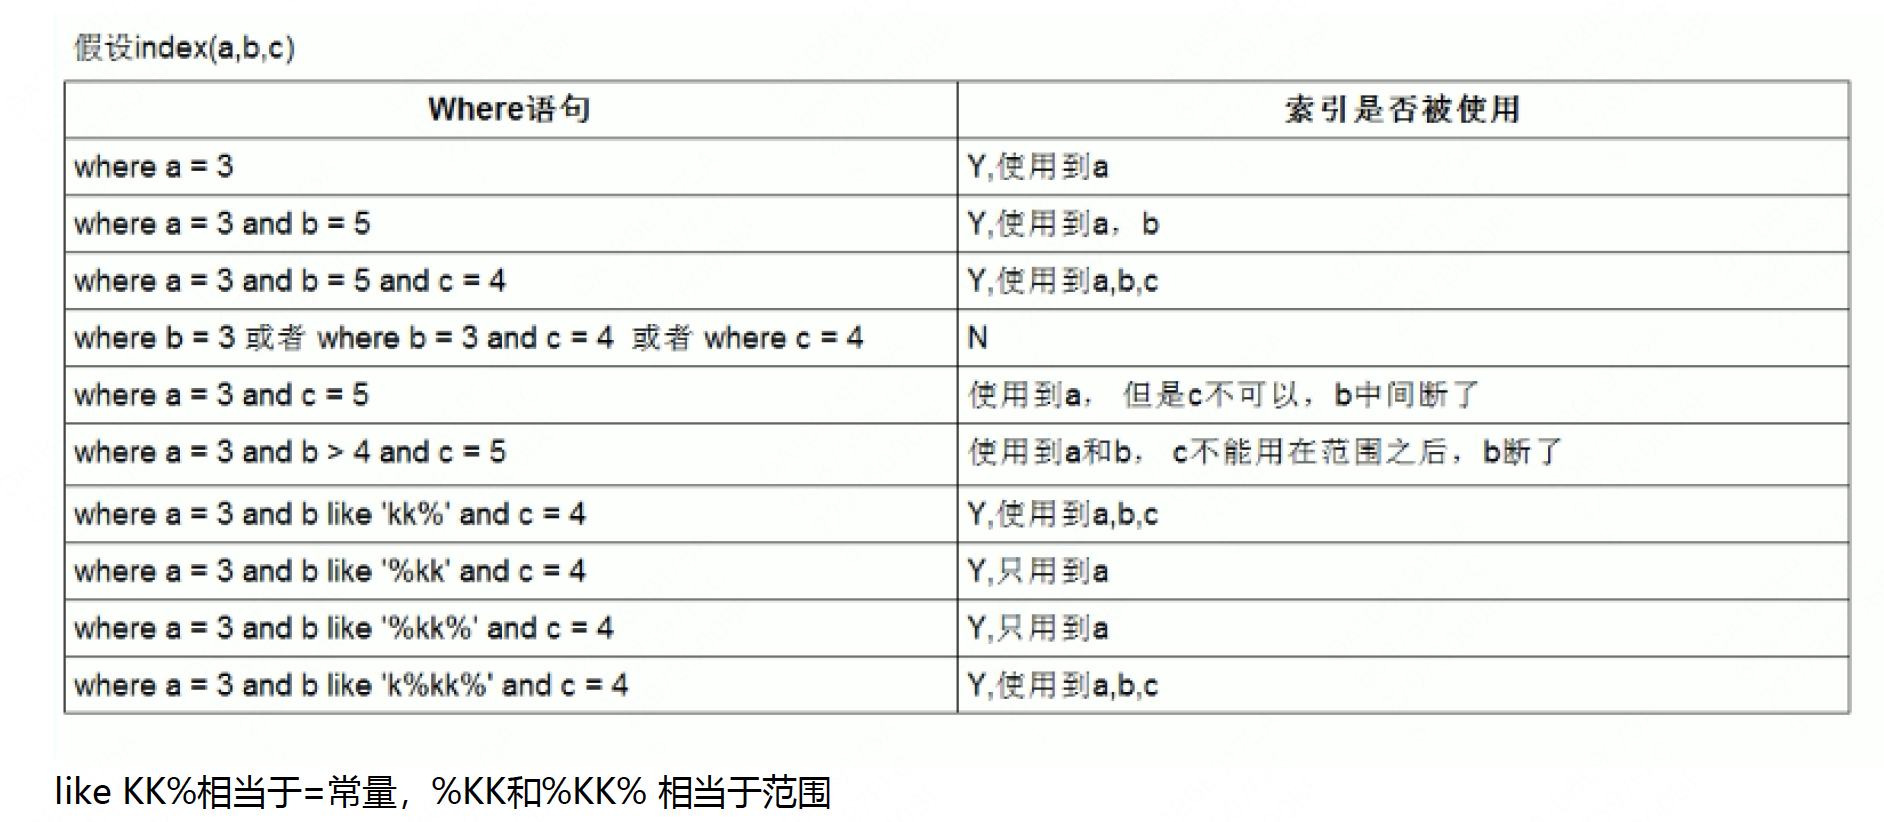 假设index(a,b,c)
Where语句 索引是否被使用
where a = 3 Y,使用到a
where a = 3 and b = 5 Y,使用到a，b
where a = 3 and b = 5 and c = 4 Y,使用到a,b,c
where b = 3 或者 where b = 3 and c = 4 或者 where c = 4 N
where a = 3 and c = 5 使用到a， 但是c不可以，b中间断了
where a = 3 and b > 4 and c = 5 使用到a和b， c不能用在范围之后，b断了
where a = 3 and b like 'kk%' and c = 4 Y,使用到a,b,c
where a = 3 and b like '%kk' and c = 4 Y,只用到a
where a = 3 and b like '%kk%' and c = 4 Y,只用到a
where a = 3 and b like 'k%kk%' and c = 4 Y,使用到a,b,c
like KK%相当于=常量，%KK和%KK% 相当于范围